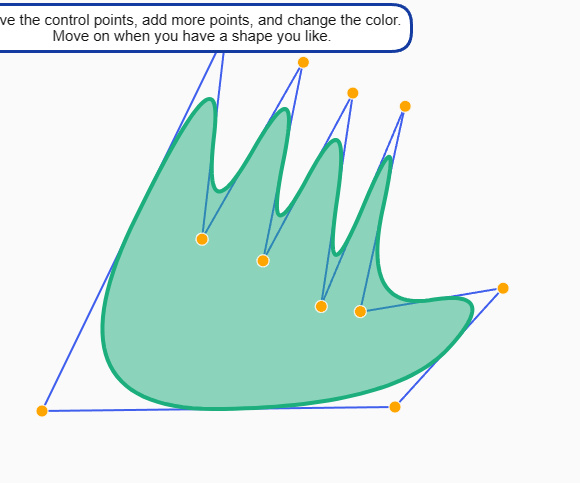 ve the control points, add more points, and change the color.
Move on when you have a shape you like.